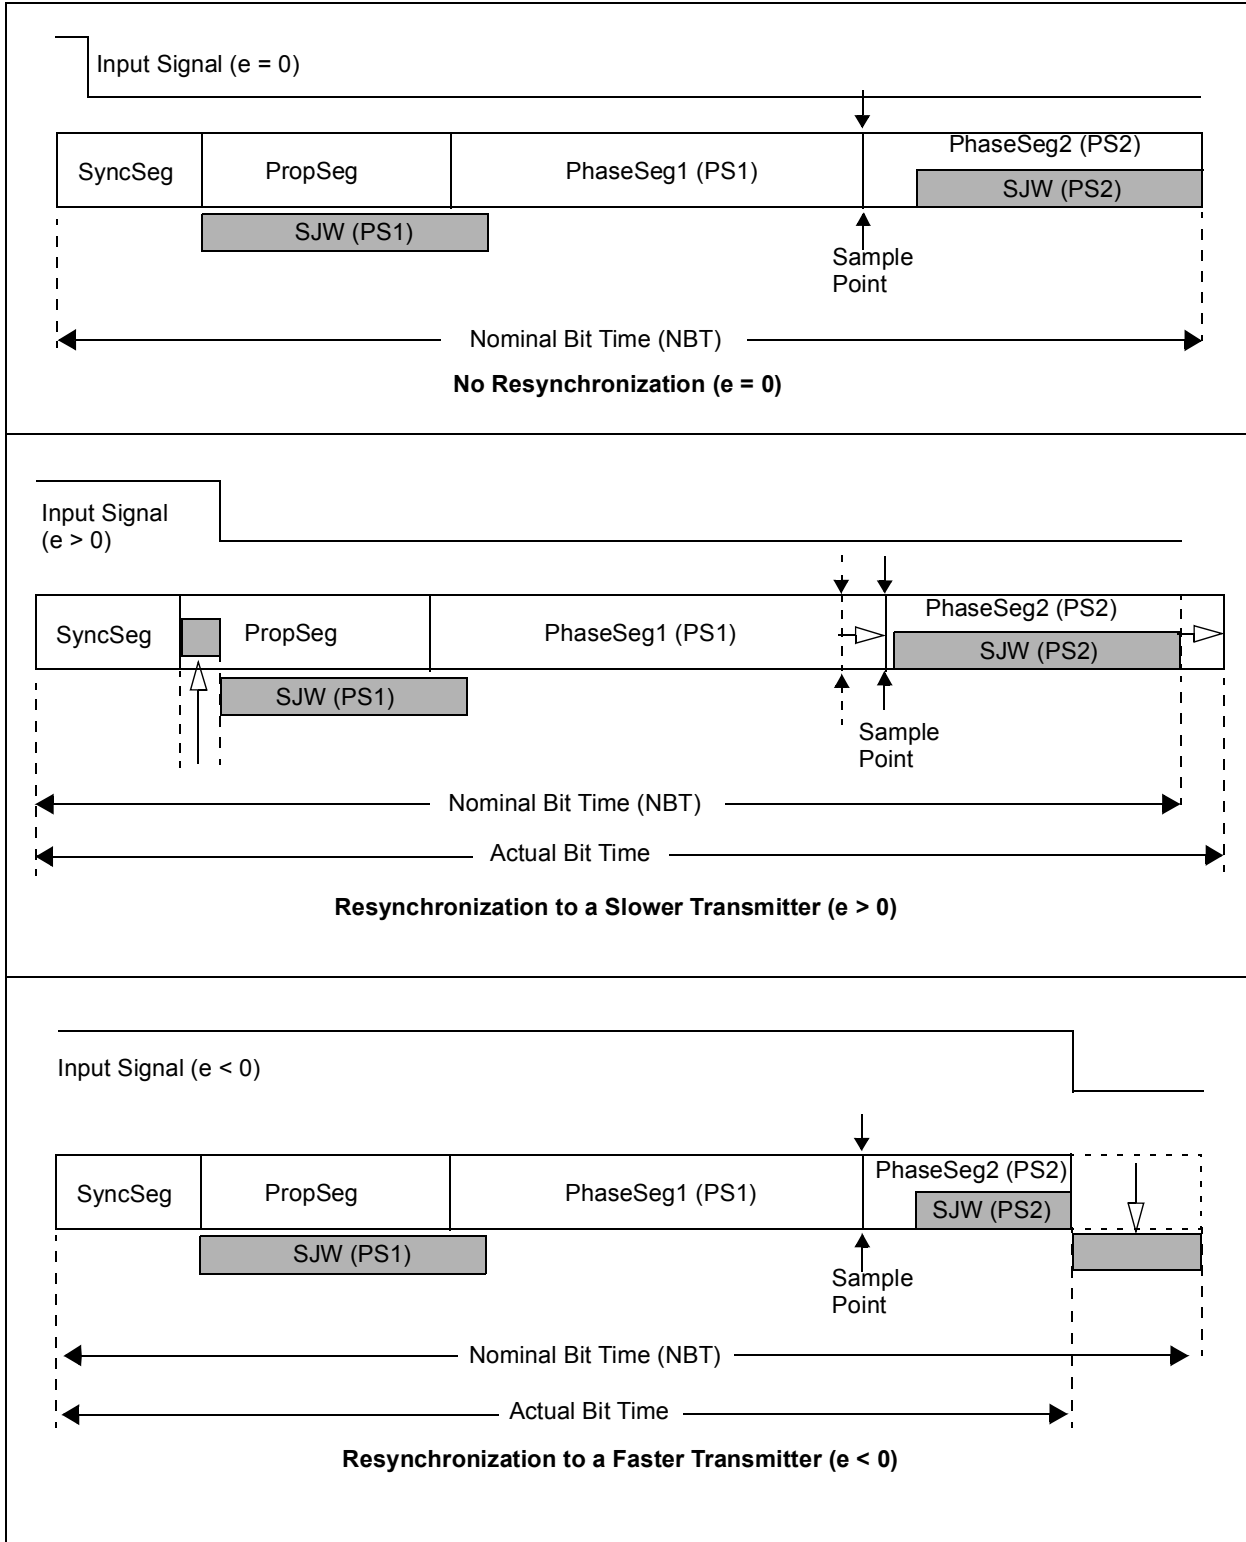 Input Signal (e = 0)
SyncSeg
PropSeg
PhaseSeg1 (PS1)
PhaseSeg2 (PS2)
SJW (PS2)
SJW (PS1)
Sample
Point
Nominal Bit Time (NBT)
No Resynchronization (e = 0)
Input Signal
(e > 0)
SyncSeg
PropSeg
PhaseSeg1 (PS1)
PhaseSeg2 (PS2)
SJW (PS2)
SJW (PS1)
Sample
Point
Nominal Bit Time (NBT)
Actual Bit Time
Resynchronization to a Slower Transmitter (e > 0)
Input Signal (e < 0)
SyncSeg
PropSeg
PhaseSeg1 (PS1)
PhaseSeg2 (PS2)
SJW (PS2)
SJW (PS1)
Sample
Point
Nominal Bit Time (NBT)
Actual Bit Time
Resynchronization to a Faster Transmitter (e < 0)